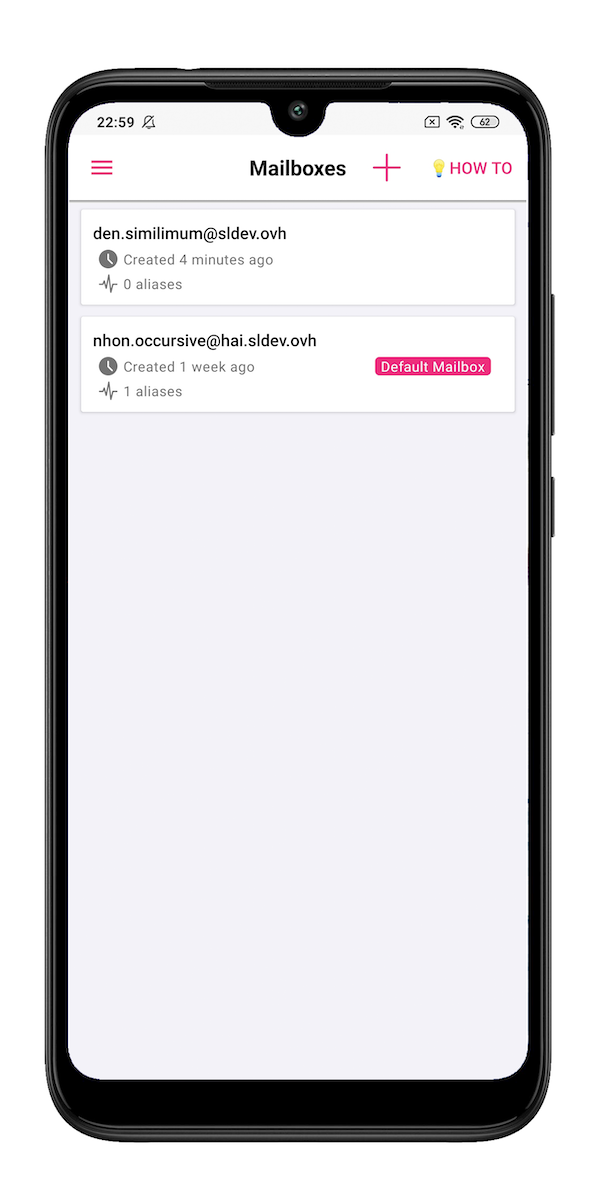 22:59 62
Mailboxes HOW TO
den.similimum@sldev.ovh
Created 4 minutes ago
0 aliases
nhon.occursive@hai.sldev.ovh
Created 1 week ago Default Mailbox
1 aliases